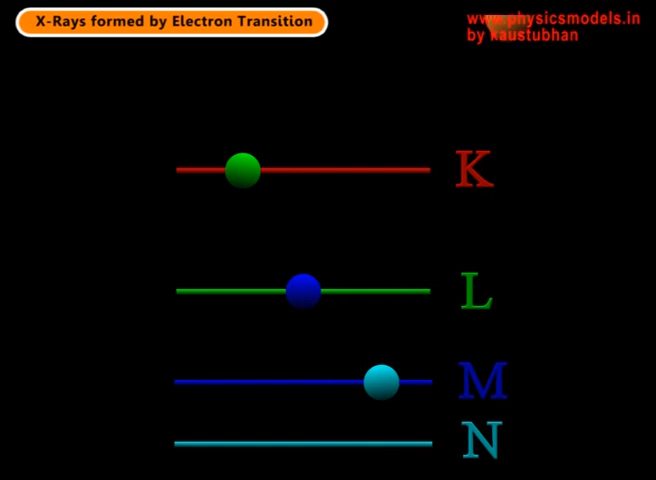 X-Rays formed by Electron Transition
www.physicsmodels.in
by kaustubhan
K
L
M
N